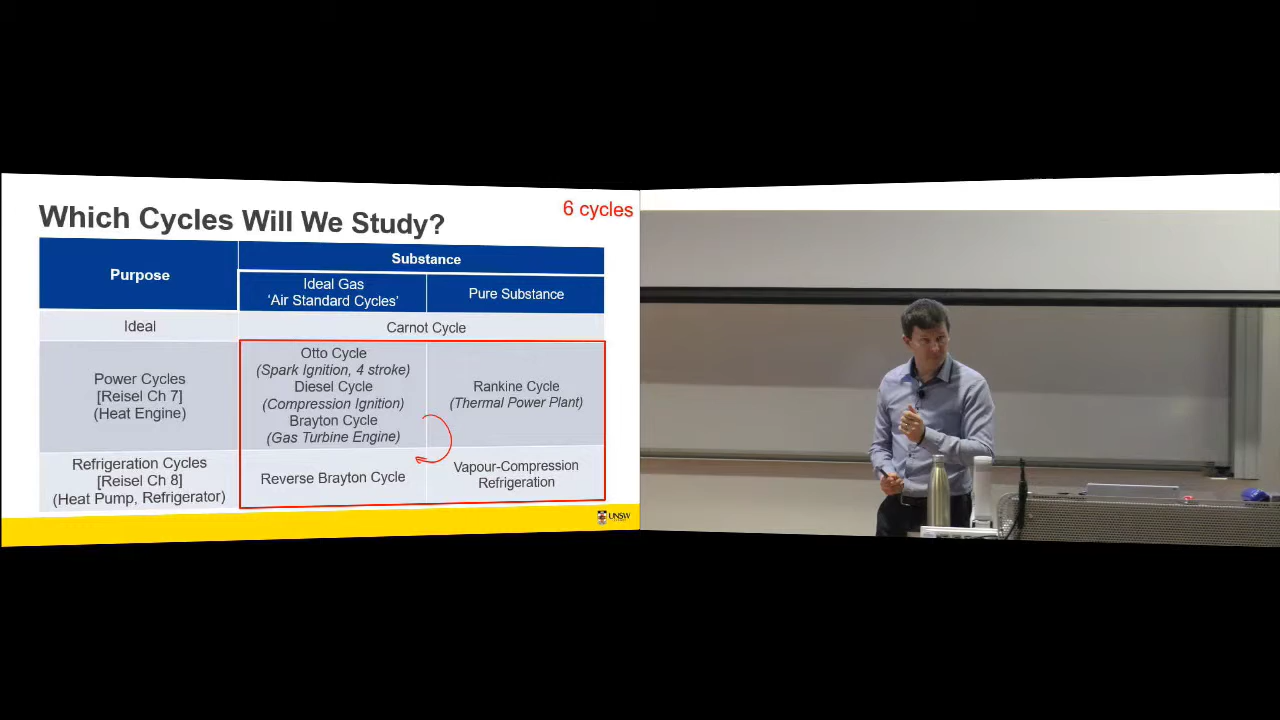 Which Cycles Will We Study?
6 cycles
Purpose
Substance
Ideal Gas
'Air Standard Cycles'
Pure Substance
Ideal
Carnot Cycle
Power Cycles
[Reisel Ch 7]
(Heat Engine)
Otto Cycle
(Spark Ignition, 4 stroke)
Diesel Cycle
(Compression Ignition)
Brayton Cycle
(Gas Turbine Engine)
Rankine Cycle
(Thermal Power Plant)
Refrigeration Cycles
[Reisel Ch 8]
(Heat Pump, Refrigerator)
Reverse Brayton Cycle
Vapour-Compression
Refrigeration
UNSW